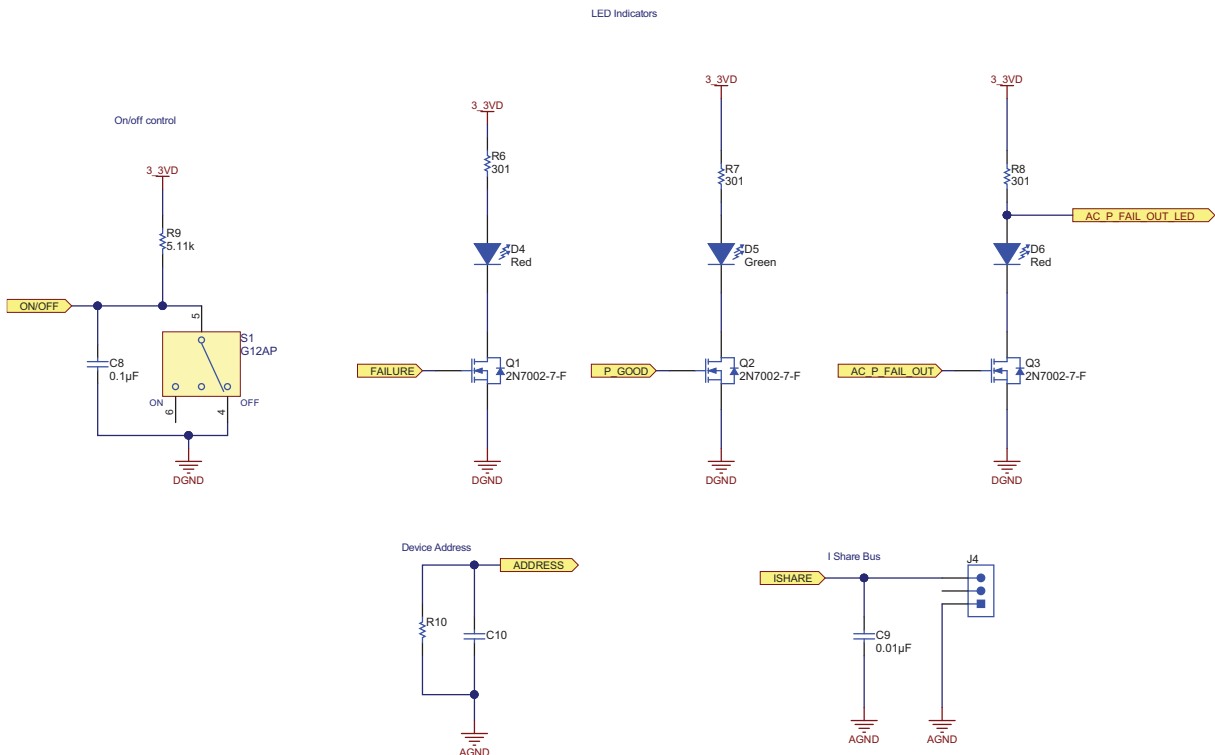 LED Indicators
On/off control
3_3VD
R9
5.11k
ON/OFF
C8
0.1µF
5
S1
G12AP
ON
6
4
OFF
DGND
3_3VD
R6
301
D4
Red
FAILURE
Q1
2N7002-7-F
DGND
3_3VD
R7
301
D5
Green
P_GOOD
Q2
2N7002-7-F
DGND
3_3VD
R8
301
AC_P_FAIL_OUT_LED
D6
Red
AC_P_FAIL_OUT
Q3
2N7002-7-F
DGND
Device Address
ADDRESS
R10
C10
AGND
I Share Bus
ISHARE
J4
C9
0.01µF
AGND
AGND